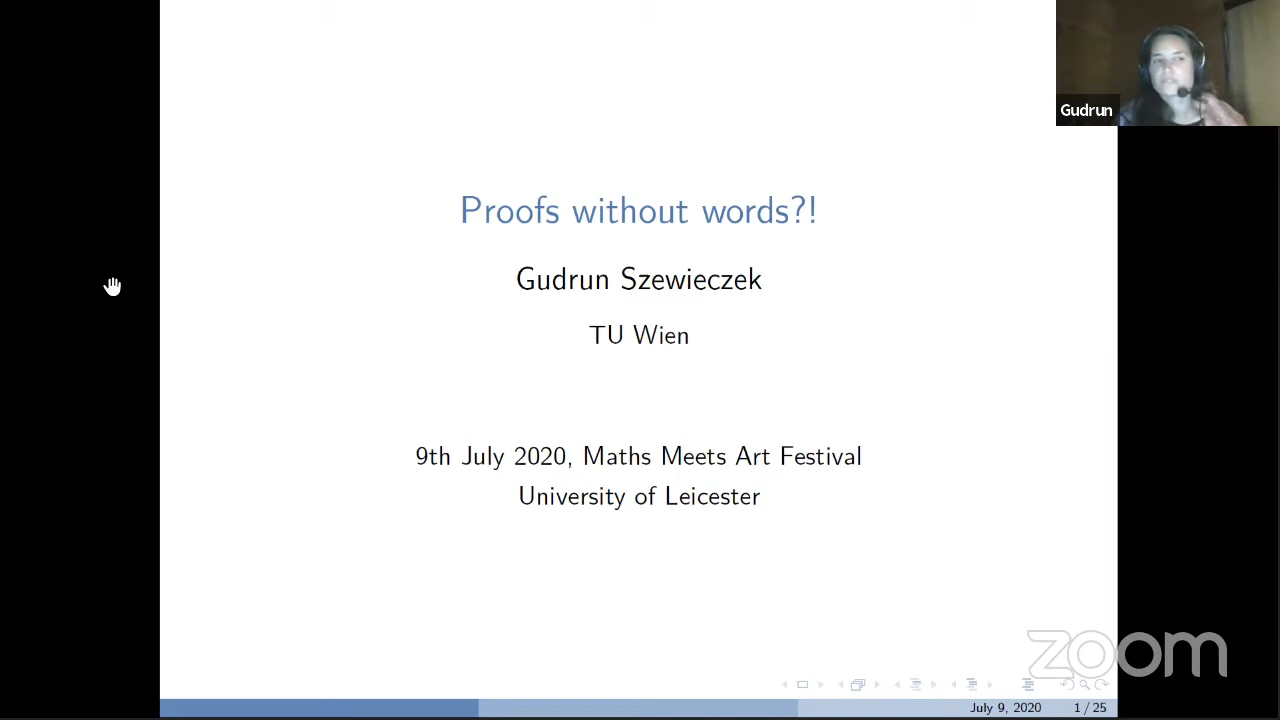 Gudrun
Proofs without words?!
Gudrun Szewieczek
TU Wien
9th July 2020, Maths Meets Art Festival
University of Leicester
zoom
July 9, 2020 1 / 25